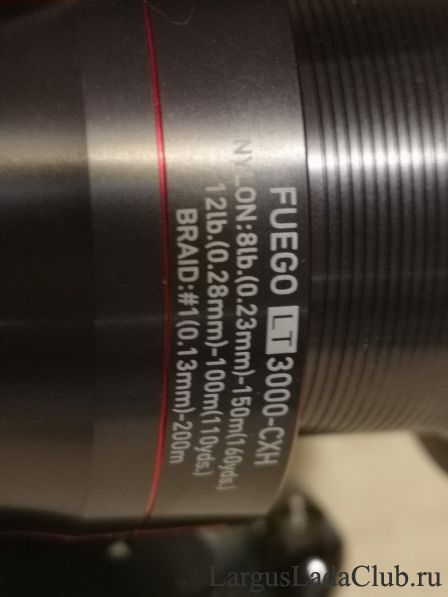 FUEGO LT 3000-CXH
NYLON:8lb.(0.23mm)-150m(160yds.)
12lb.(0.28mm)-100m(110yds.)
BRAID:#1(0.13mm)-200m
LargusLadaClub.ru